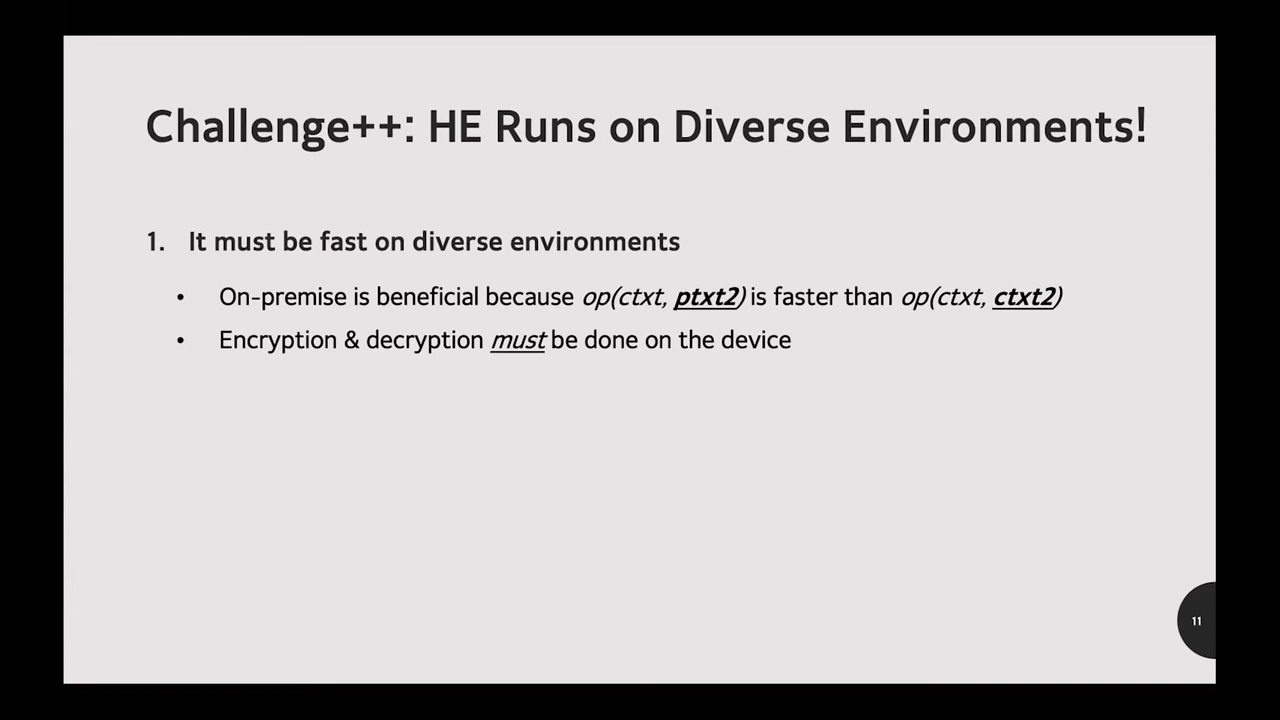 Challenge++: HE Runs on Diverse Environments!
1. It must be fast on diverse environments
• On-premise is beneficial because op(ctxt, ptxt2) is faster than op(ctxt, ctxt2)
• Encryption & decryption must be done on the device
11